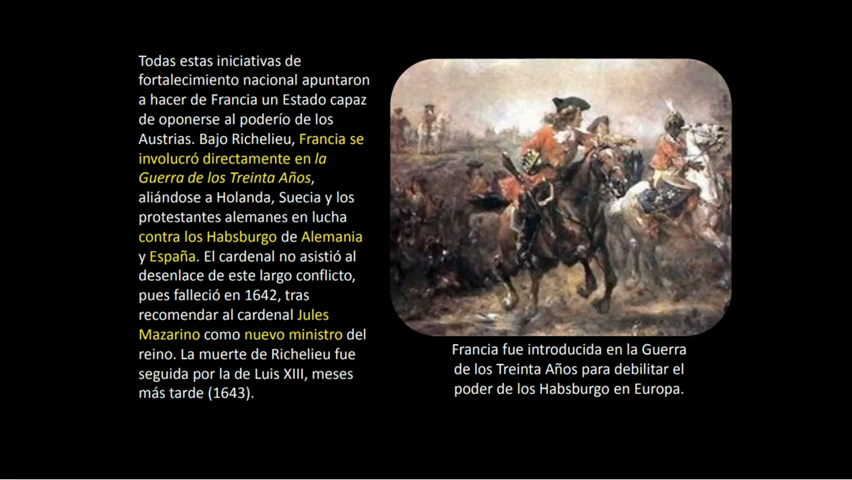 Todas estas iniciativas de
fortalecimiento nacional apuntaron
a hacer de Francia un Estado capaz
de oponerse al poderío de los
Austrias. Bajo Richelieu, Francia se
involucró directamente en la
Guerra de los Treinta Años,
aliándose a Holanda, Suecia y los
protestantes alemanes en lucha
contra los Habsburgo de Alemania
y España. El cardenal no asistió al
desenlace de este largo conflicto,
pues falleció en 1642, tras
recomendar al cardenal Jules
Mazarino como nuevo ministro del
reino. La muerte de Richelieu fue
seguida por la de Luis XIII, meses
más tarde (1643).
Francia fue introducida en la Guerra
de los Treinta Años para debilitar el
poder de los Habsburgo en Europa.